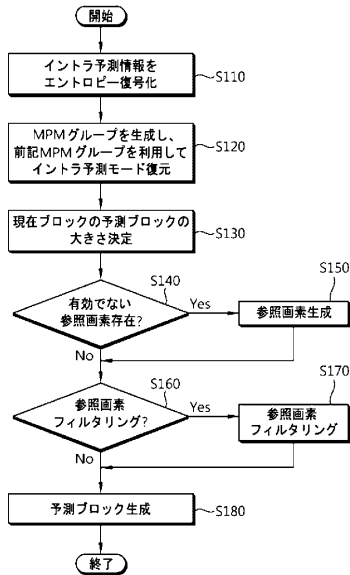 開始
イントラ予測情報を
エントロピー復号化
S110
MPMグループを生成し、
前記MPMグループを利用して
イントラ予測モード復元
S120
現在ブロックの予測ブロックの
大きさ決定
S130
S140
有効でない
参照画素存在?
Yes
S150
参照画素生成
No
S160
参照画素
フィルタリング?
Yes
S170
参照画素
フィルタリング
No
予測ブロック生成
S180
終了